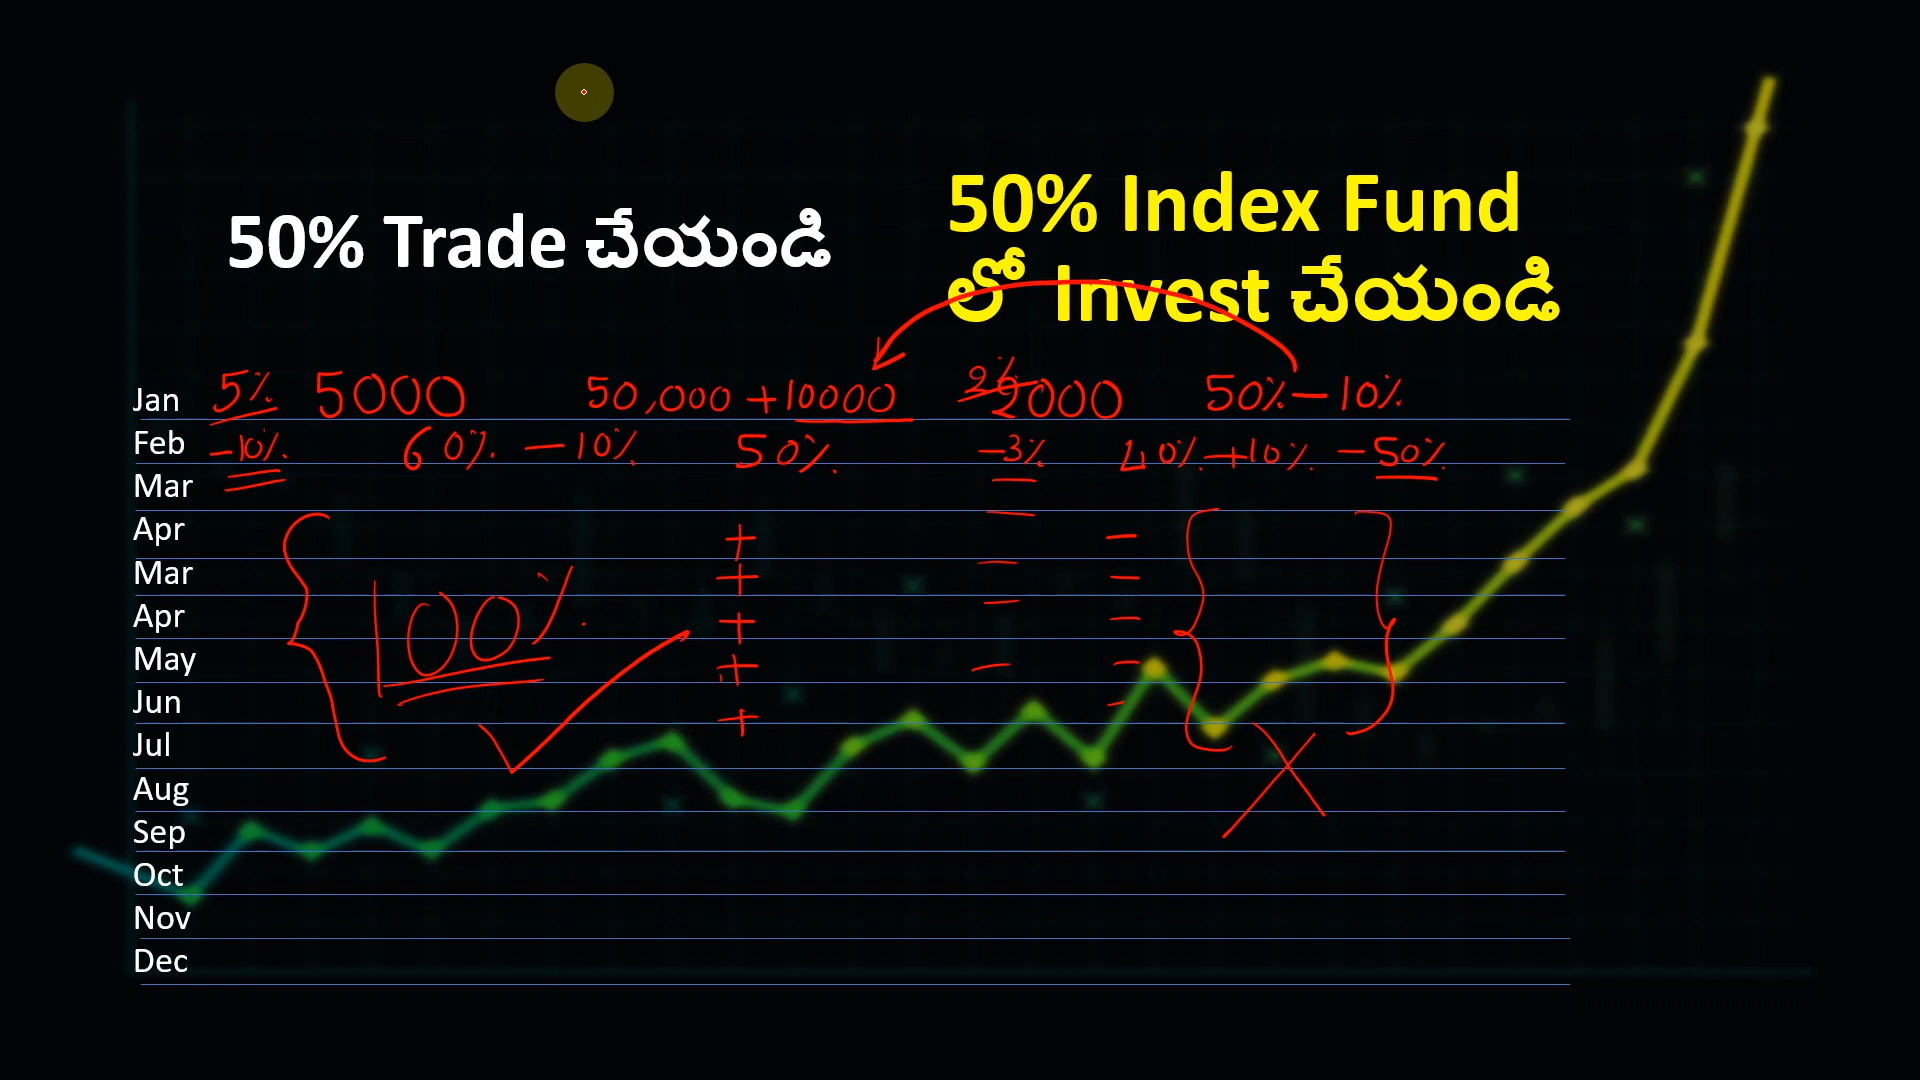 50% Trade చేయండి
50% Index Fund
లో Invest చేయండి
Jan 5% 5000 50,000 + 10000 2% 2000 50% - 10%
Feb -10% 60% - 10% 50% -3% 40% + 10% - 50%
Mar
Apr + -
Mar + - -
Apr 100% + - -
May + - -
Jun + -
Jul
Aug
Sep
Oct
Nov
Dec